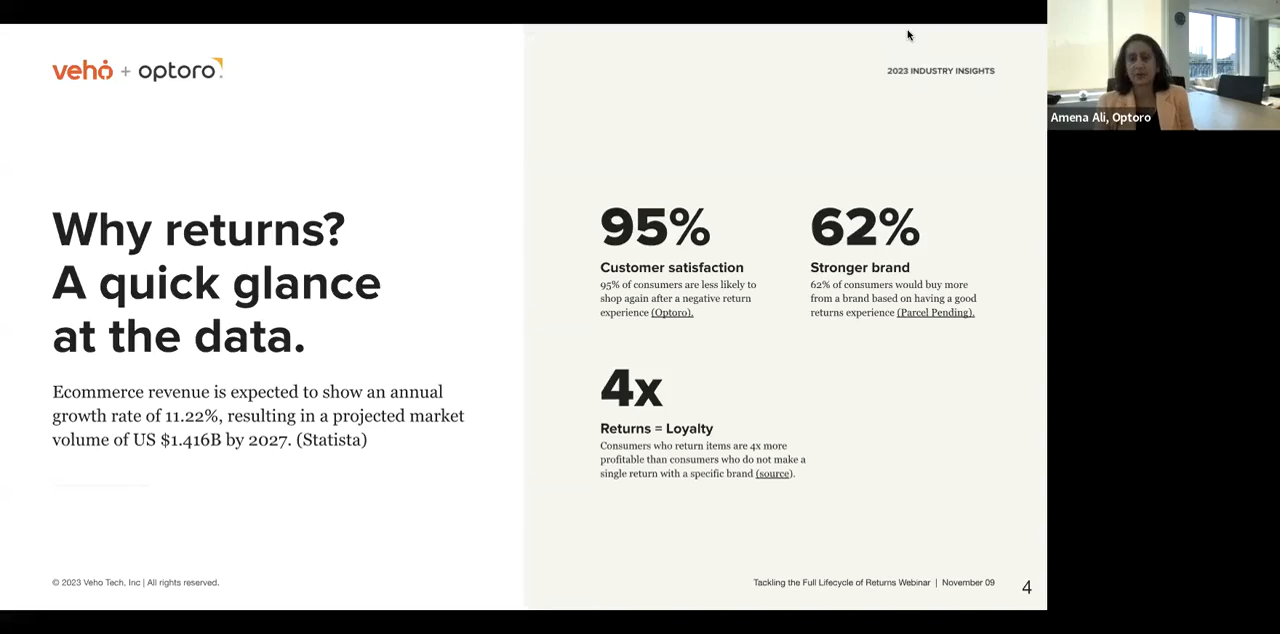 vehó + optoro
2023 INDUSTRY INSIGHTS
Amena Ali, Optoro
Why returns?
A quick glance
at the data.
Ecommerce revenue is expected to show an annual
growth rate of 11.22%, resulting in a projected market
volume of US $1.416B by 2027. (Statista)
95%
Customer satisfaction
95% of consumers are less likely to
shop again after a negative return
experience (Optoro).
62%
Stronger brand
62% of consumers would buy more
from a brand based on having a good
returns experience (Parcel Pending).
4x
Returns = Loyalty
Consumers who return items are 4x more
profitable than consumers who do not make a
single return with a specific brand (source).
© 2023 Veho Tech, Inc | All rights reserved.
Tackling the Full Lifecycle of Returns Webinar | November 09
4